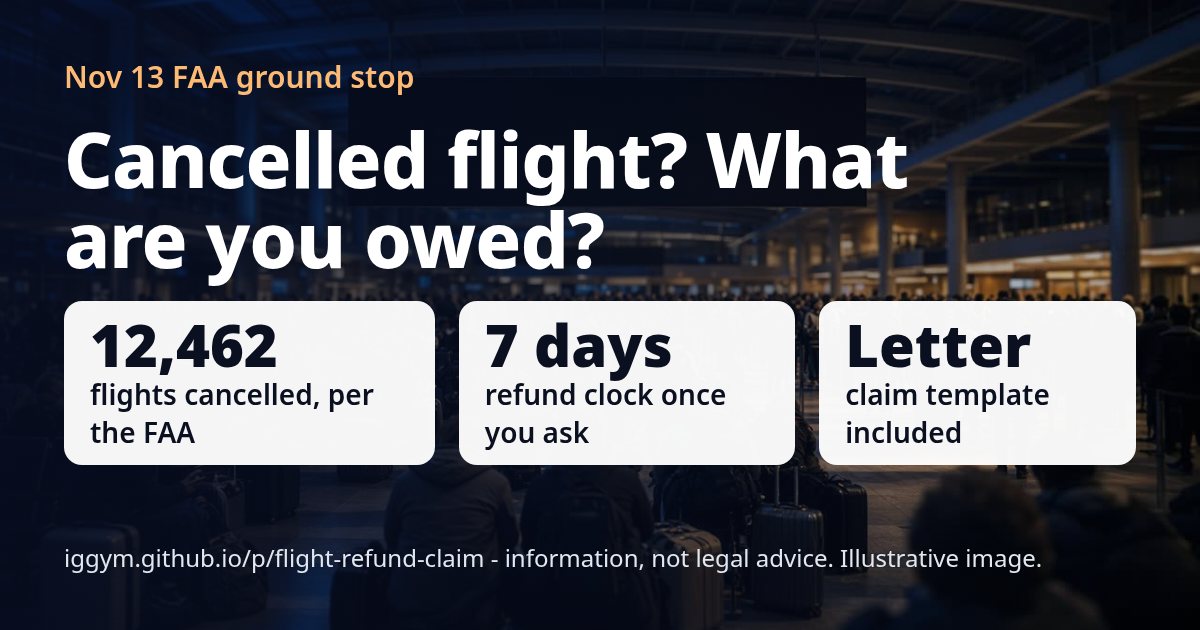 Nov 13 FAA ground stop
Cancelled flight? What
are you owed?
12,462
flights cancelled, per
the FAA
7 days
refund clock once
you ask
Letter
claim template
included
iggym.github.io/p/flight-refund-claim - information, not legal advice. Illustrative image.